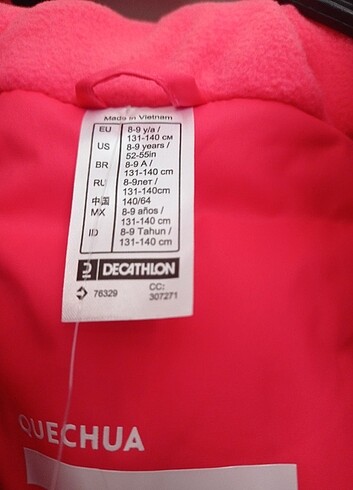 Made in Vietnam
EU 8-9 y/a /
131-140 см
US 8-9 years /
52-55in
BR 8-9 A /
131-140 cm
RU 8-9лет /
131-140cm
中国 140/64
MX 8-9 años /
131-140 cm
ID 8-9 Tahun /
131-140 cm
DECATHLON
76329 CC:
307271
QUECHUA